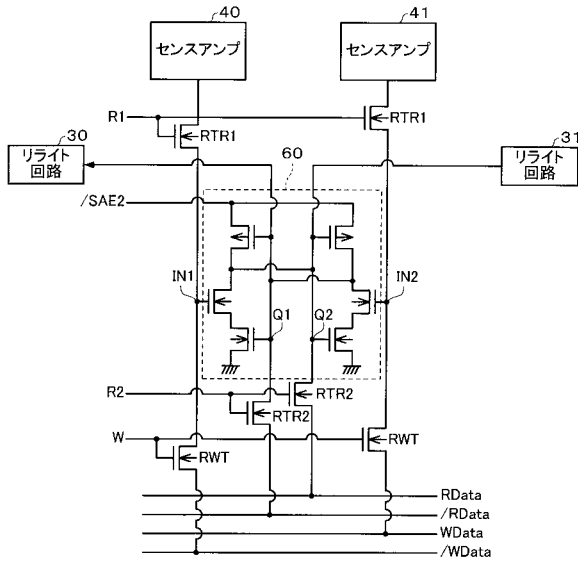 40
41
センスアンプ
センスアンプ
R1
RTR1
RTR1
30
31
リライト
回路
リライト
回路
60
/SAE2
IN1
IN2
Q1
Q2
R2
RTR2
RTR2
W
RWT
RWT
RData
/RData
WData
/WData